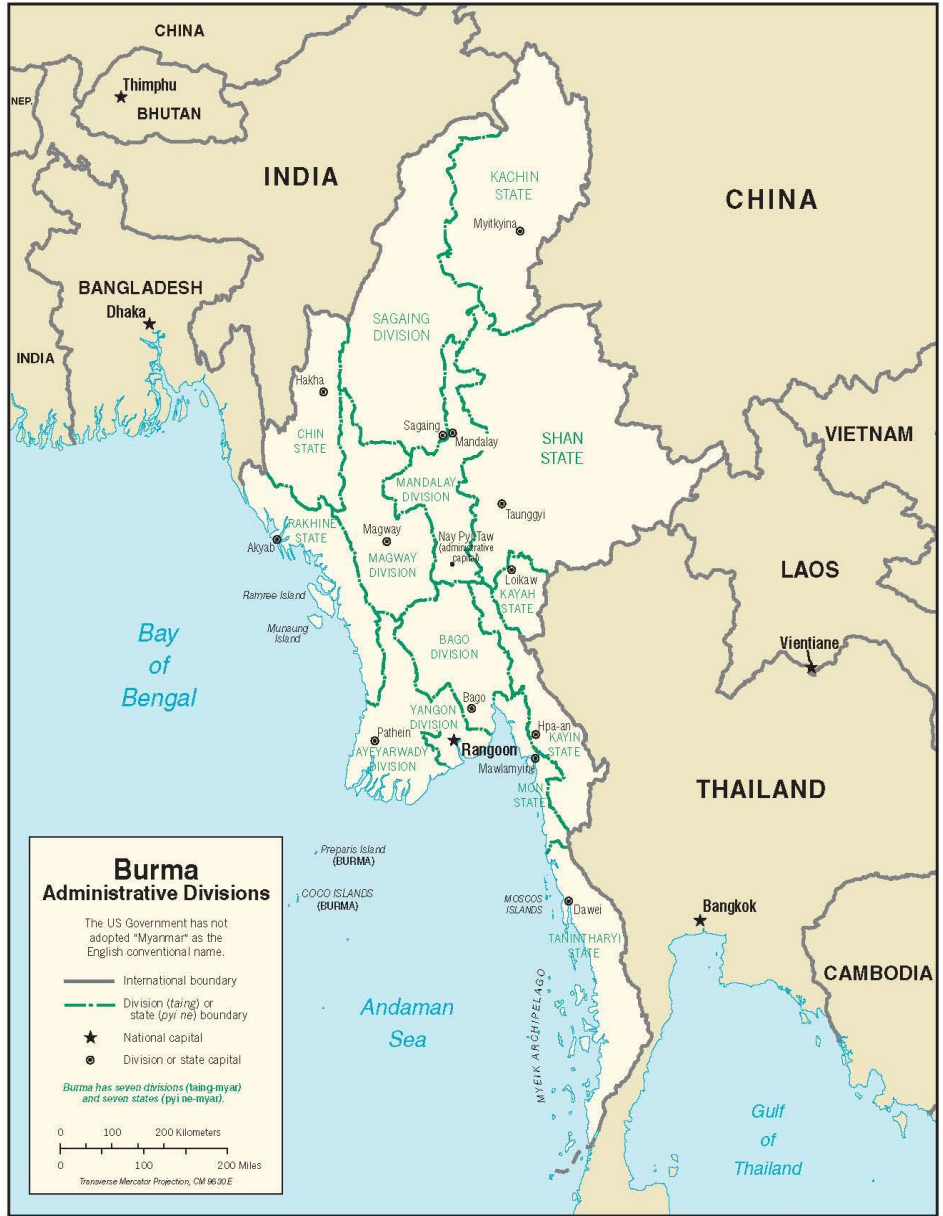 CHINA
Thimphu
NEP.
BHUTAN
INDIA
KACHIN
STATE
CHINA
Myitkyina
BANGLADESH
Dhaka
SAGAING
DIVISION
INDIA
Hakha
Sagaing
Mandalay
CHIN
STATE
SHAN
STATE
VIETNAM
MANDALAY
DIVISION
Taunggyi
RAKHINE
STATE
Magway
Nay Pyi Taw
(administrative
capital)
Akyab
MAGWAY
DIVISION
Loikaw
KAYAH
STATE
LAOS
Ramree Island
Munaung
Island
Bay
of
Bengal
BAGO
DIVISION
Vientiane
Bago
YANGON
DIVISION
Pathein
Hpa-an
KAYIN
STATE
AYEYARWADY
DIVISION
Rangoon
Mawlamyine
MON
STATE
THAILAND
Preparis Island
(BURMA)
COCO ISLANDS
(BURMA)
MOSCOS
ISLANDS
Dawei
Bangkok
TANINTHARYI
STATE
CAMBODIA
MYEIK ARCHIPELAGO
Andaman
Sea
Gulf
of
Thailand
Burma
Administrative Divisions
The US Government has not
adopted "Myanmar" as the
English conventional name.
International boundary
Division (taing) or
state (pyi ne) boundary
National capital
Division or state capital
Burma has seven divisions (taing-myar)
and seven states (pyi ne-myar).
0 100 200 Kilometers
0 100 200 Miles
Transverse Mercator Projection, CM 9630E